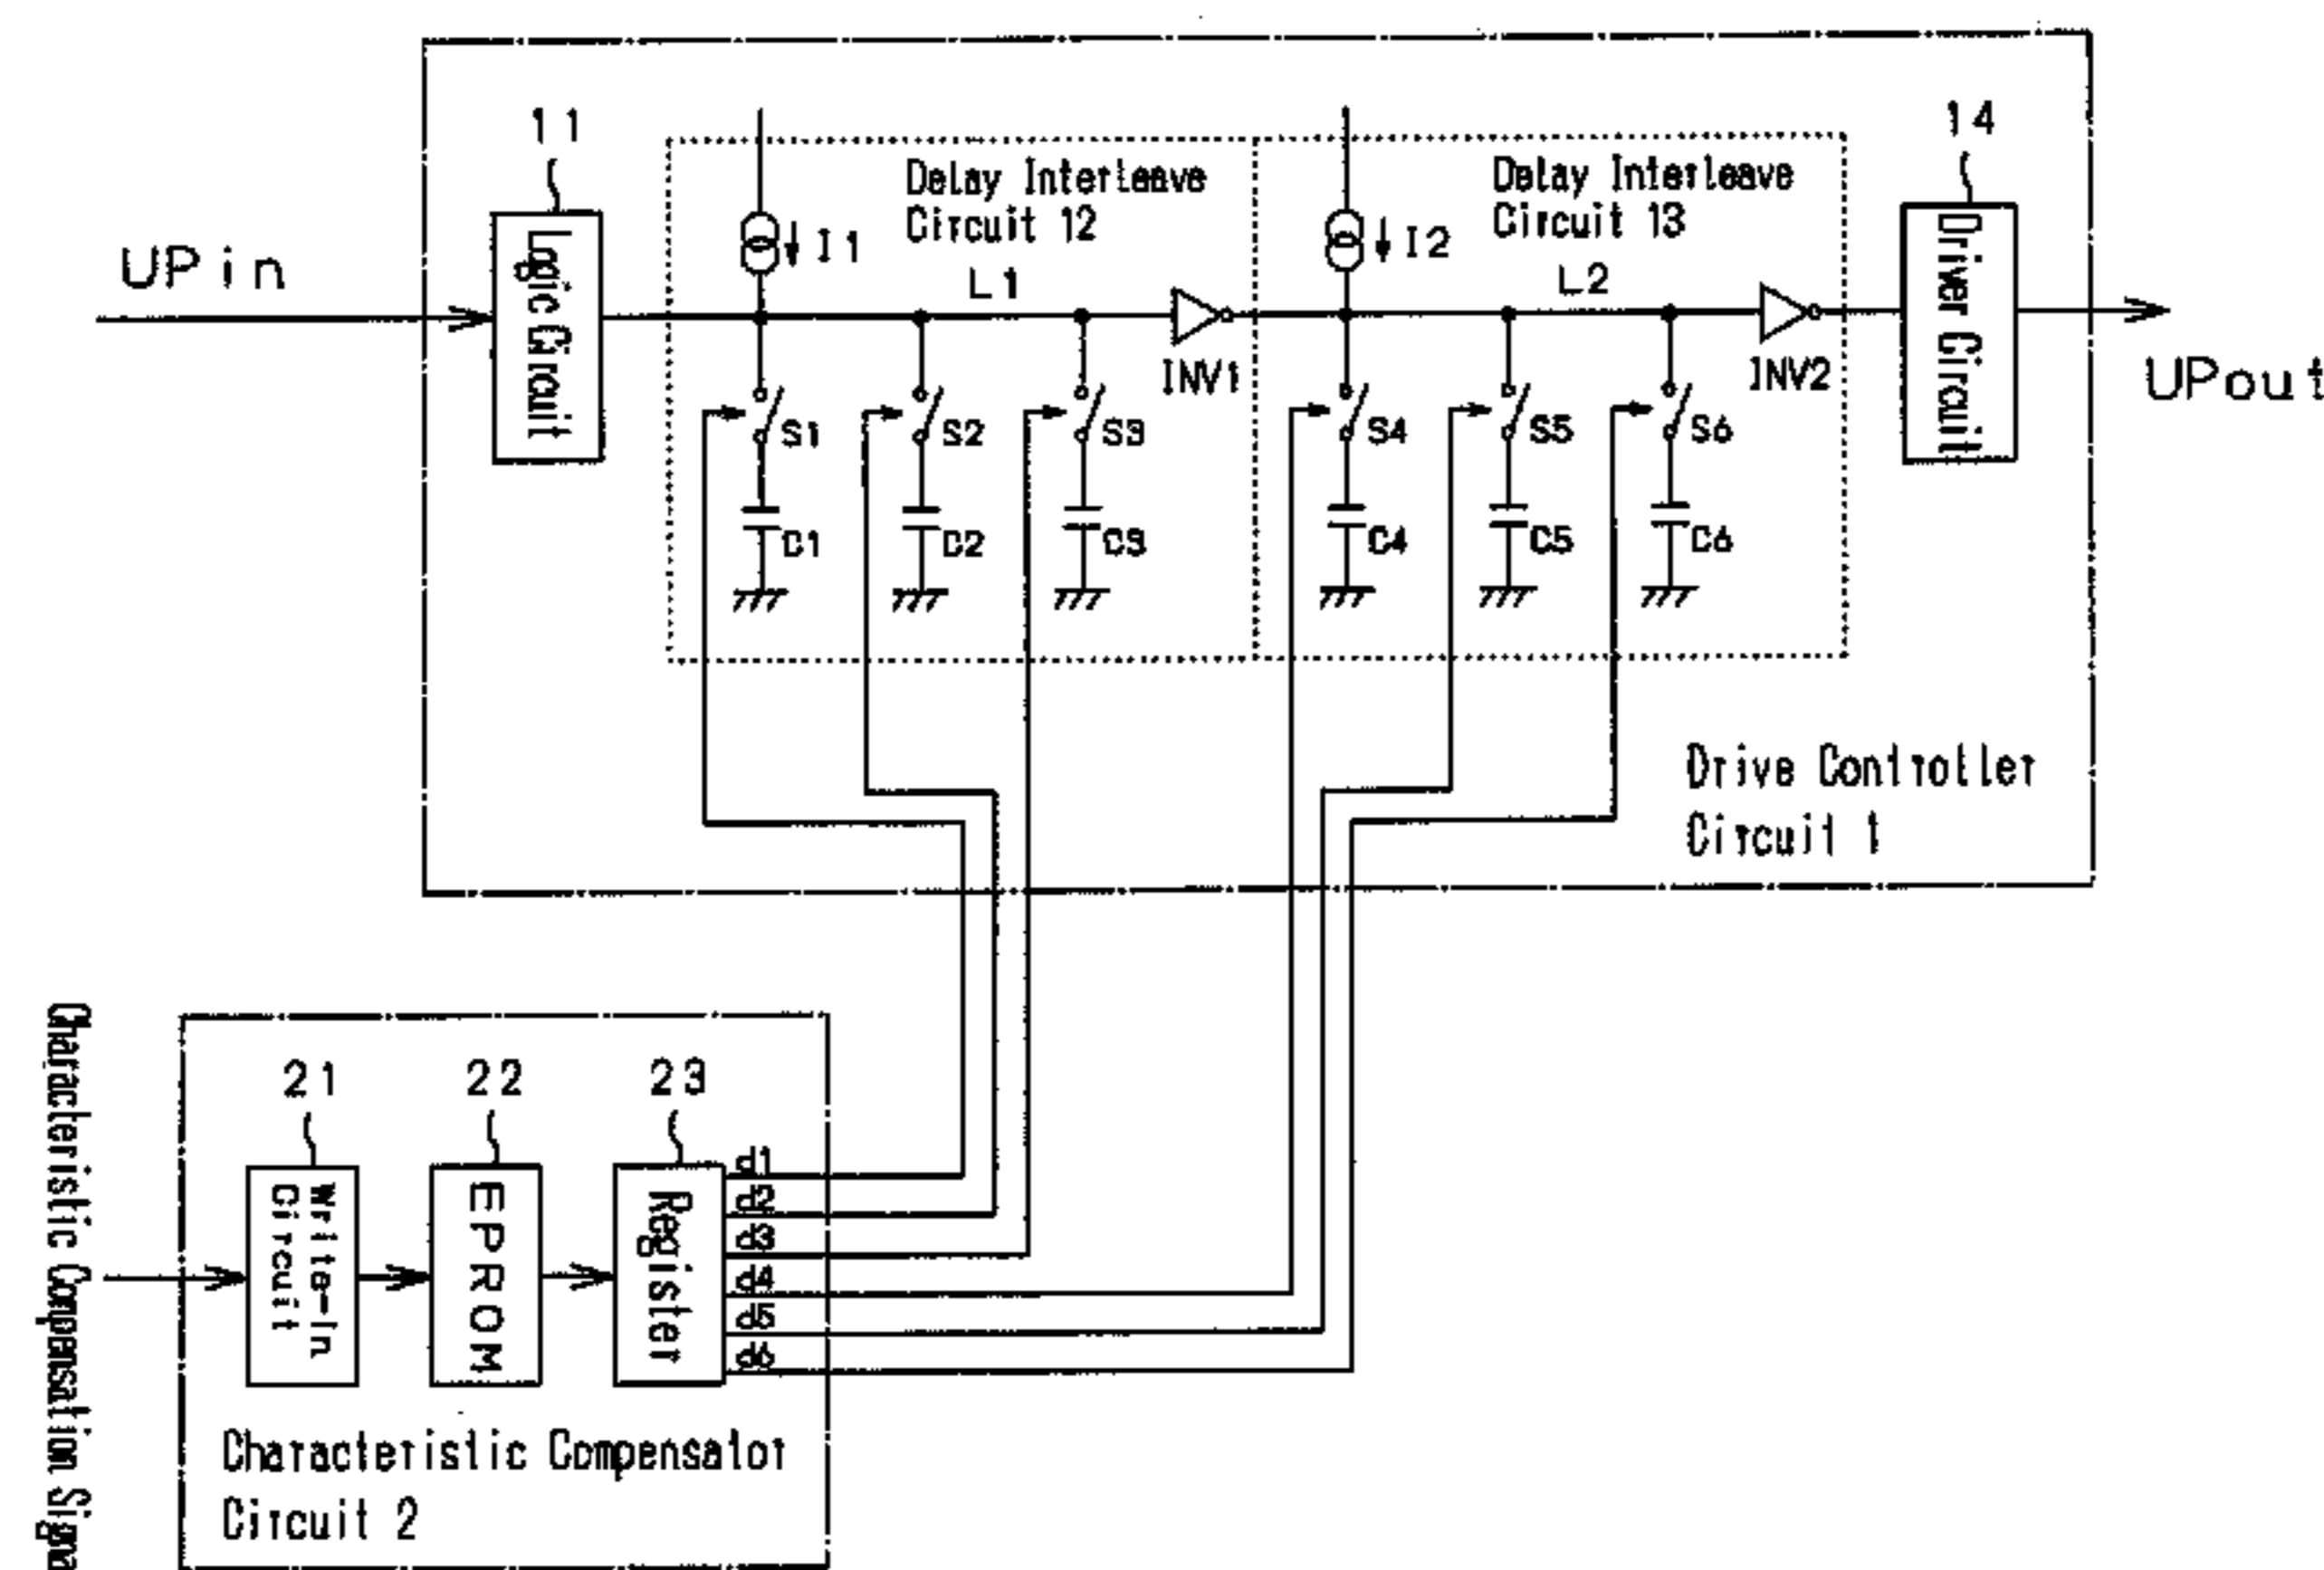 11
14
Delay Interleave
Circuit 12
Delay Interleave
Circuit 13
I1
I2
L1
L2
UPin
Logic Circuit
Driver Circuit
INV1
INV2
UPout
S1
S2
S3
S4
S5
S6
C1
C2
C3
C4
C5
C6
Drive Controller
Circuit 1
Characteristic Compensation
21
22
23
Write-In
Circuit
EPROM
Register
d1
d2
d3
d4
d5
d6
Characteristic Compensator
Circuit 2